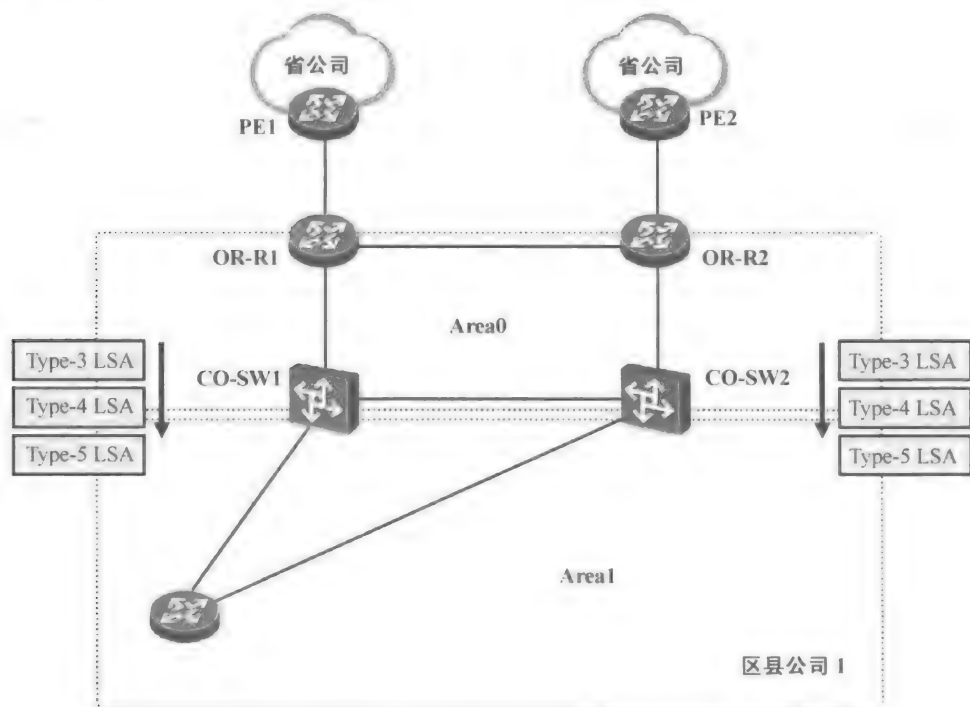 省公司
省公司
PE1
PE2
OR-R1
OR-R2
Area0
Type-3 LSA
Type-4 LSA
Type-5 LSA
CO-SW1
CO-SW2
Type-3 LSA
Type-4 LSA
Type-5 LSA
Area1
区县公司 1